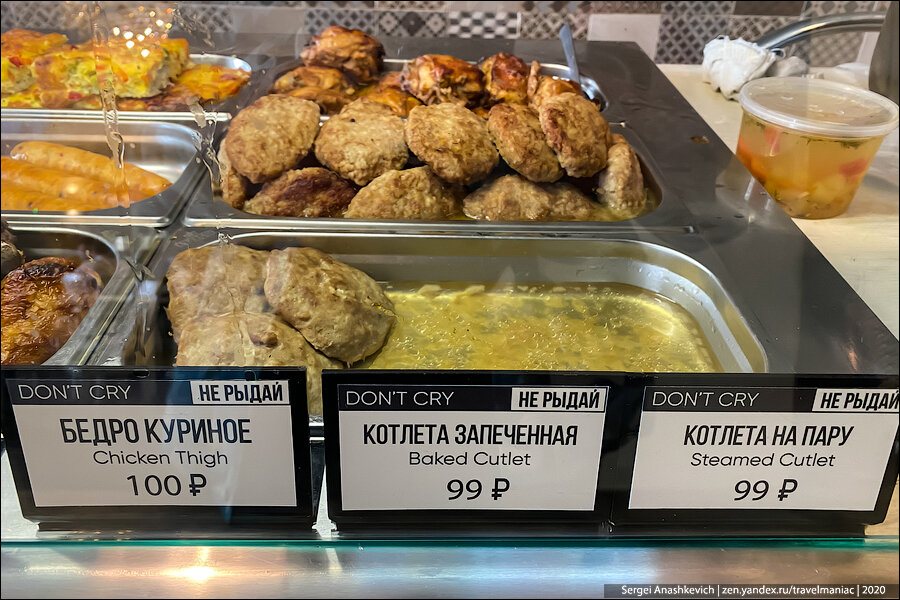 DON'T CRY НЕ РЫДАЙ
БЕДРО КУРИНОЕ
Chicken Thigh
100 ₽
DON'T CRY НЕ РЫДАЙ
КОТЛЕТА ЗАПЕЧЕННАЯ
Baked Cutlet
99 ₽
DON'T CRY НЕ РЫДАЙ
КОТЛЕТА НА ПАРУ
Steamed Cutlet
99 ₽
Sergei Anashkevich | zen.yandex.ru/travelmaniac | 2020